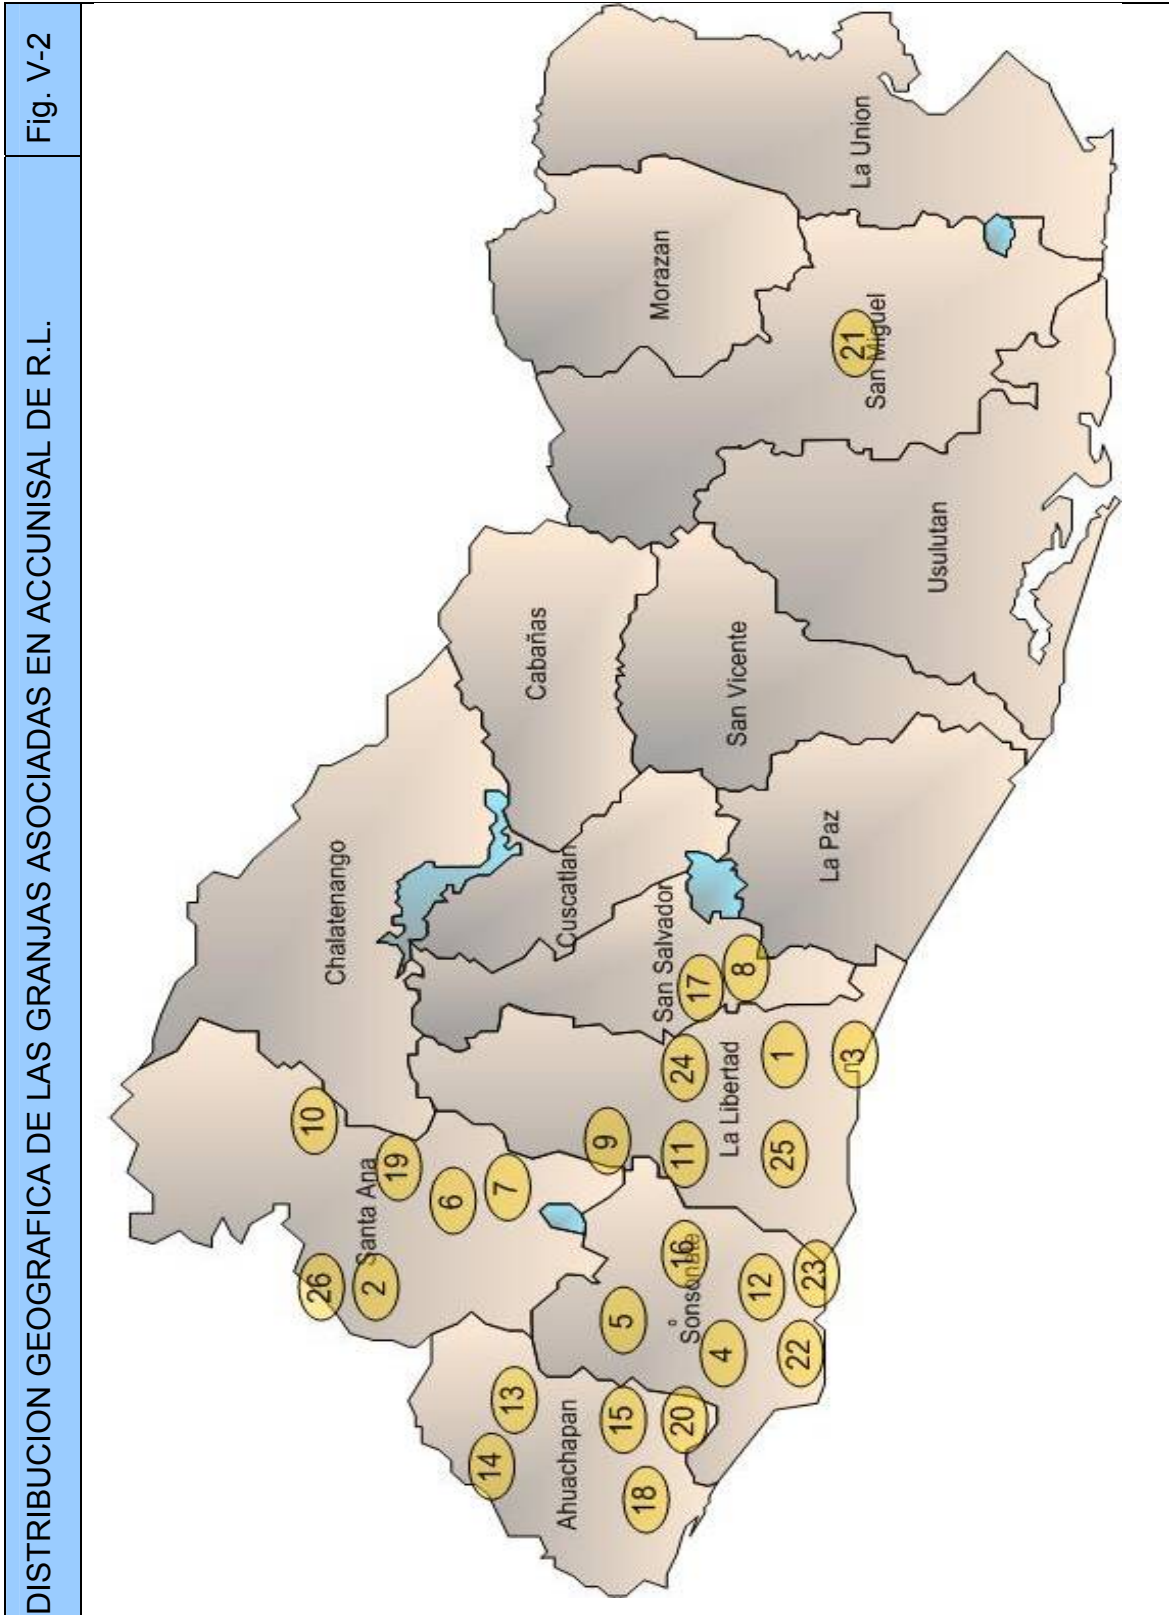 DISTRIBUCION GEOGRAFICA DE LAS GRANJAS ASOCIADAS EN ACCUNISAL DE R.L.
Fig. V-2
10
26
2
Santa Ana
19
6
7
Chalatenango
14
13
Ahuachapan
15
18
20
5
16
Sonsonate
4
12
22
23
9
11
24
La Libertad
25
1
3
San Salvador
17
8
Cuscatlan
Cabañas
La Paz
San Vicente
Usulutan
Morazan
21
San Miguel
La Union